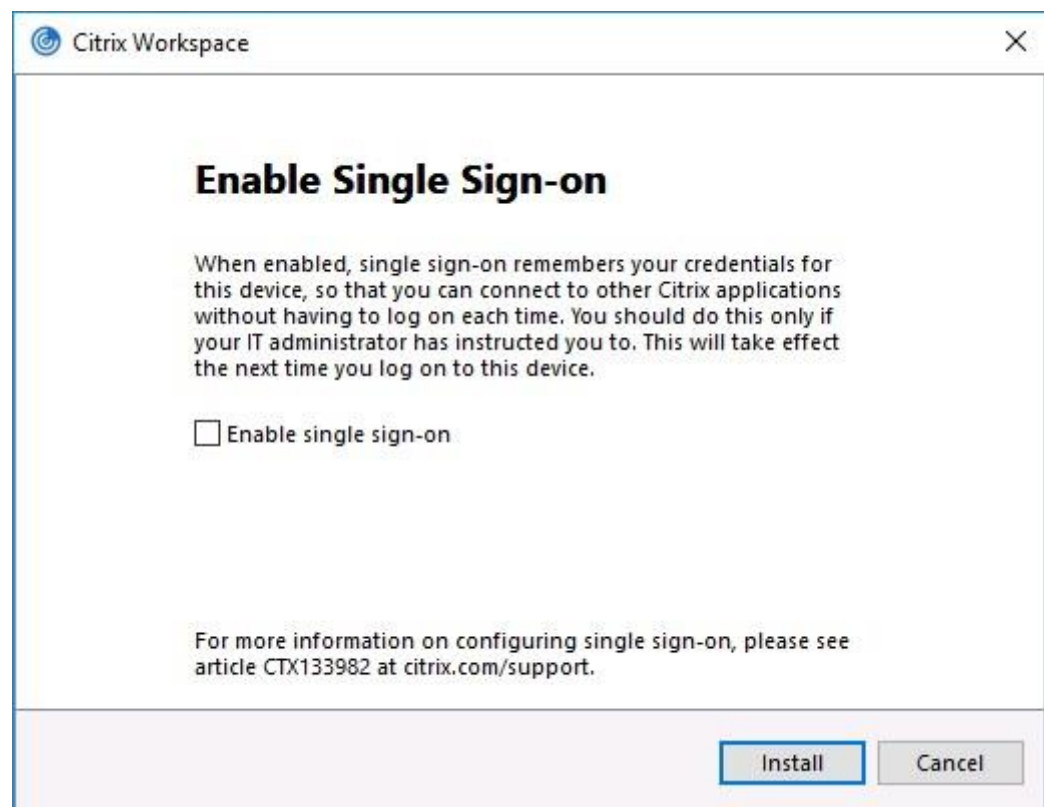 Citrix Workspace
Enable Single Sign-on
When enabled, single sign-on remembers your credentials for
this device, so that you can connect to other Citrix applications
without having to log on each time. You should do this only if
your IT administrator has instructed you to. This will take effect
the next time you log on to this device.
Enable single sign-on
For more information on configuring single sign-on, please see
article CTX133982 at citrix.com/support.
Install Cancel